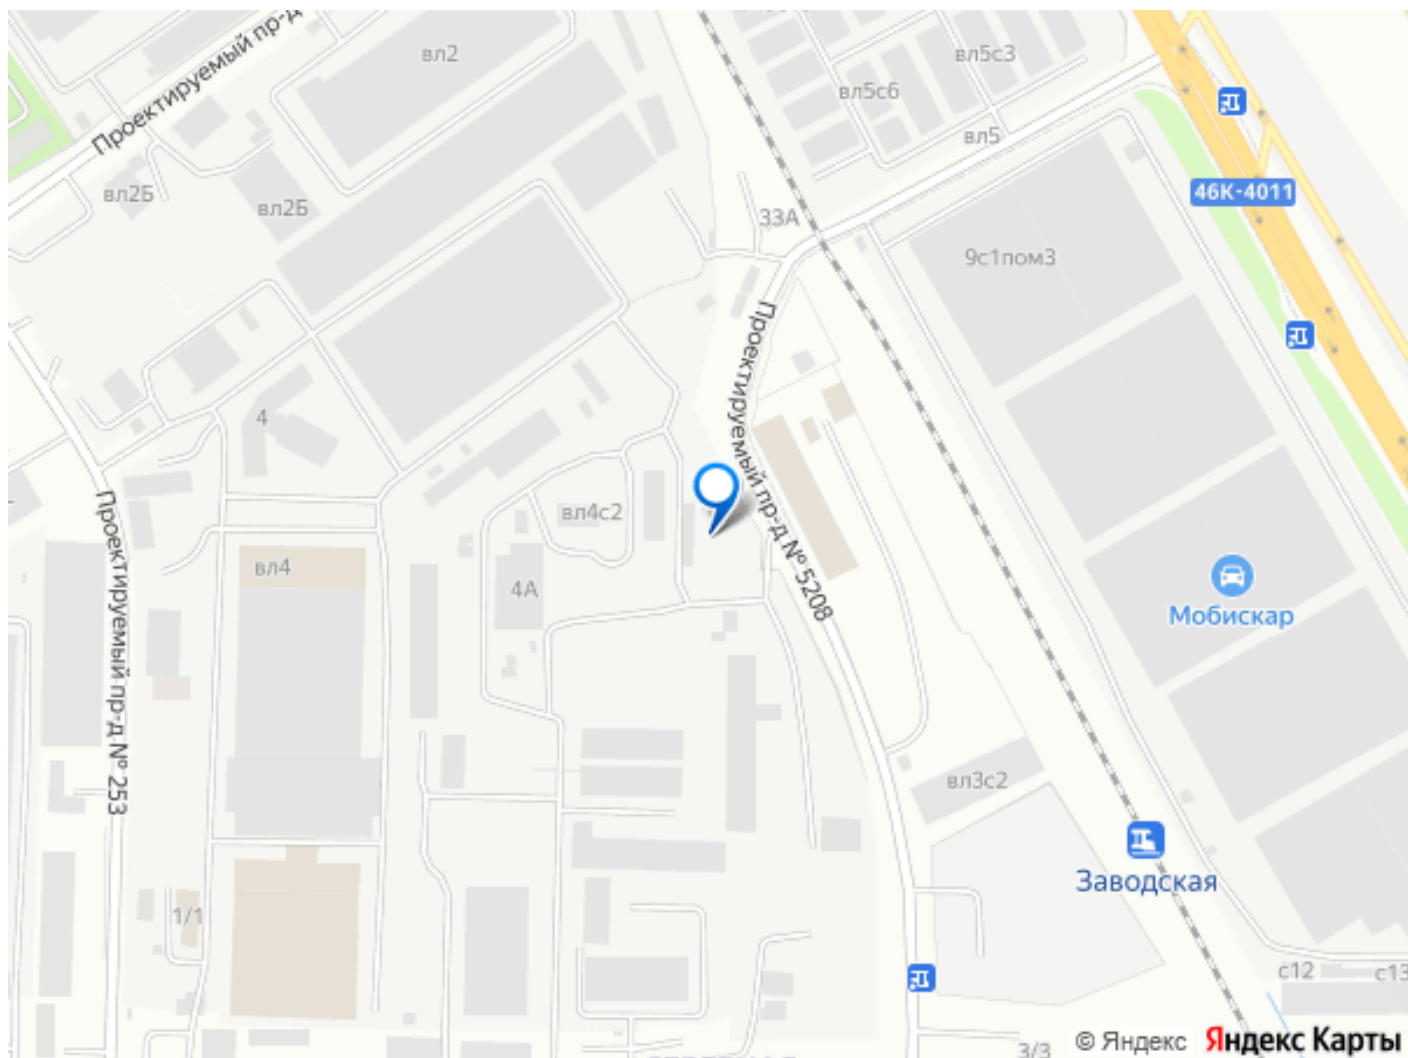 Проектируемый пр-д
вл2
вл5с3
вл5с6
вл5
вл2Б
вл2Б
33А
46К-4011
9с1пом3
Проектируемый пр-д № 5208
4
Проектируемый пр-д № 253
вл4с2
вл4
4А
Мобискар
вл3с2
Заводская
1/1
с12
с13
3/3
© Яндекс
Яндекс Карты